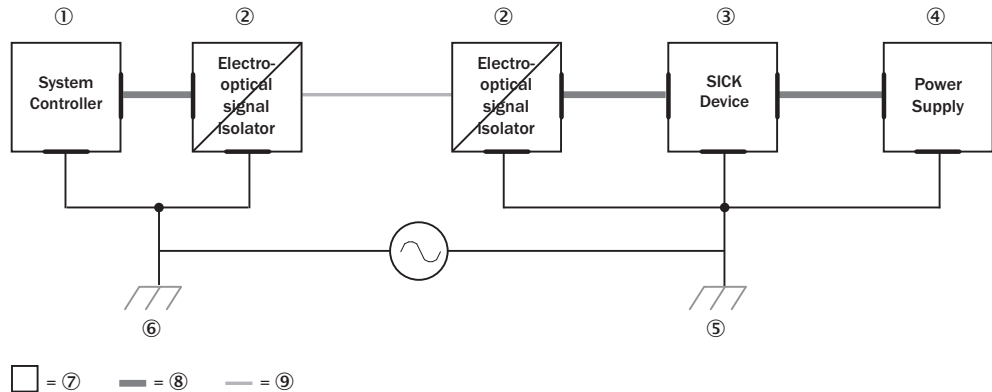 ① ② ② ③ ④
System
Controller
Electro-
optical
signal
isolator
Electro-
optical
signal
isolator
SICK
Device
Power
Supply
⑥ ⑤
= ⑦ = ⑧ = ⑨